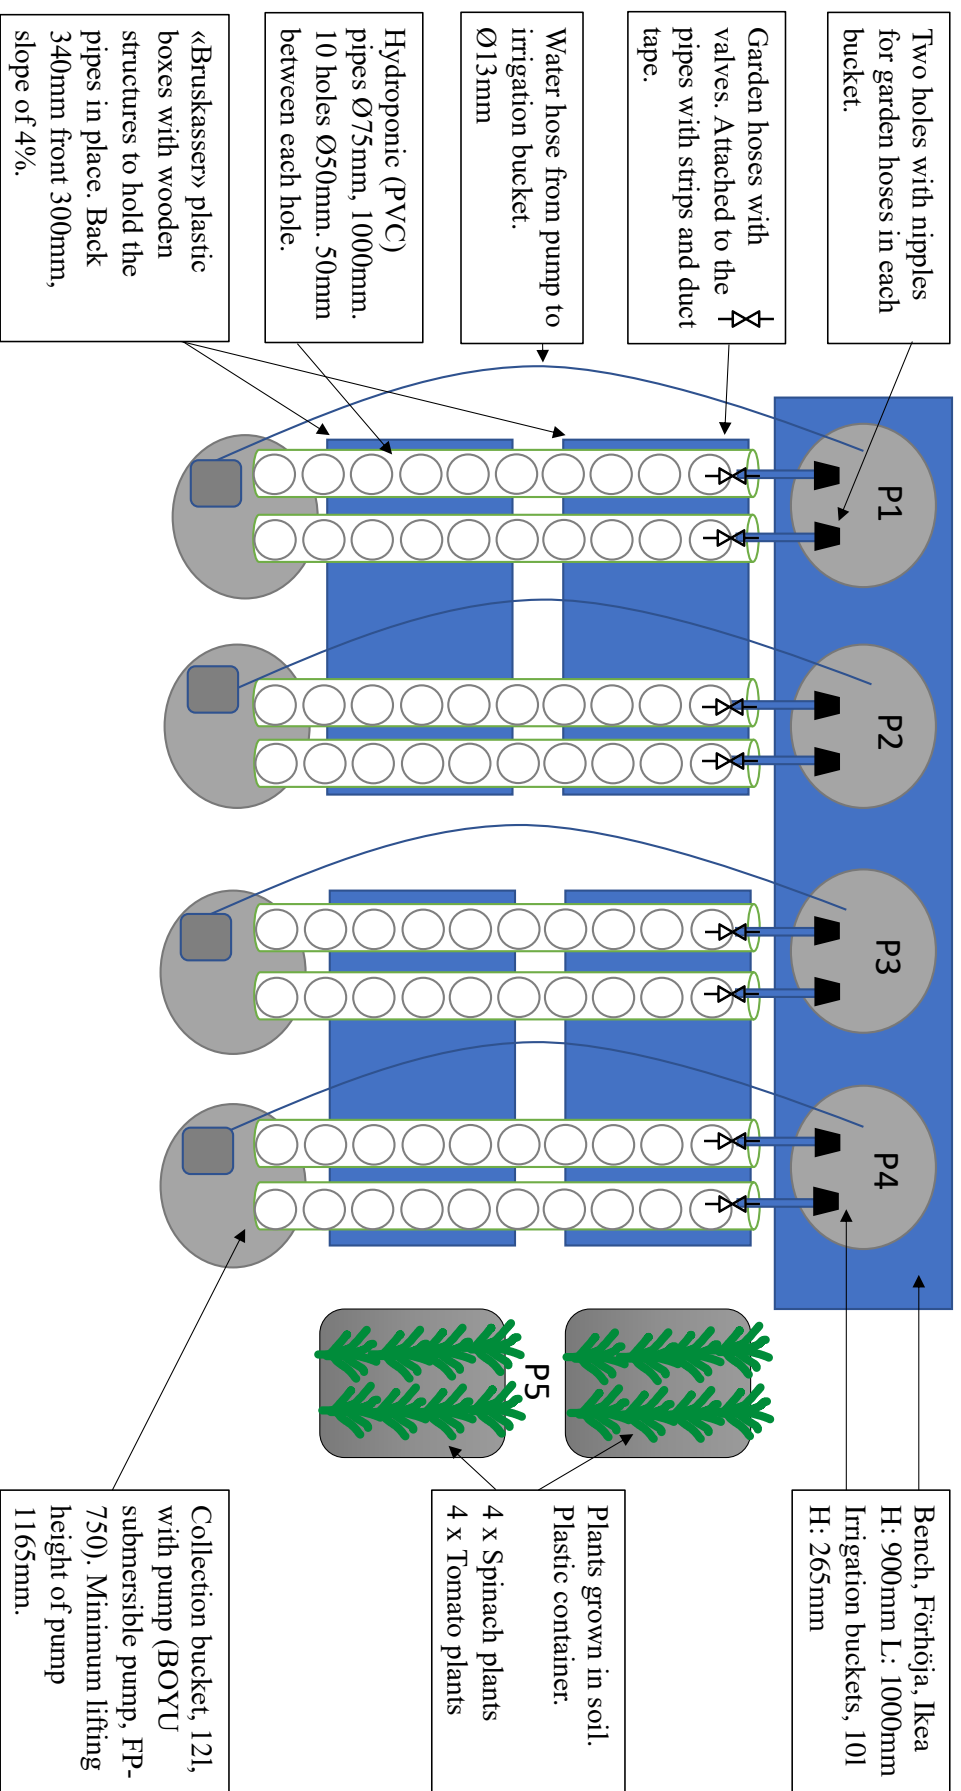 Two holes with nipples
for garden hoses in each
bucket.
Garden hoses with
valves. Attached to the
pipes with strips and duct
tape.
Water hose from pump to
irrigation bucket.
Ø13mm
Hydroponic (PVC)
pipes Ø75mm, 1000mm.
10 holes Ø50mm. 50mm
between each hole.
«Bruskasser» plastic
boxes with wooden
structures to hold the
pipes in place. Back
340mm front 300mm,
slope of 4%.
P1
P2
P3
P4
P5
Bench, Förhöja, Ikea
H: 900mm L: 1000mm
Irrigation buckets, 10l
H: 265mm
Plants grown in soil.
Plastic container.
4 x Spinach plants
4 x Tomato plants
Collection bucket, 12l,
with pump (BOYU
submersible pump, FP-
750). Minimum lifting
height of pump
1165mm.